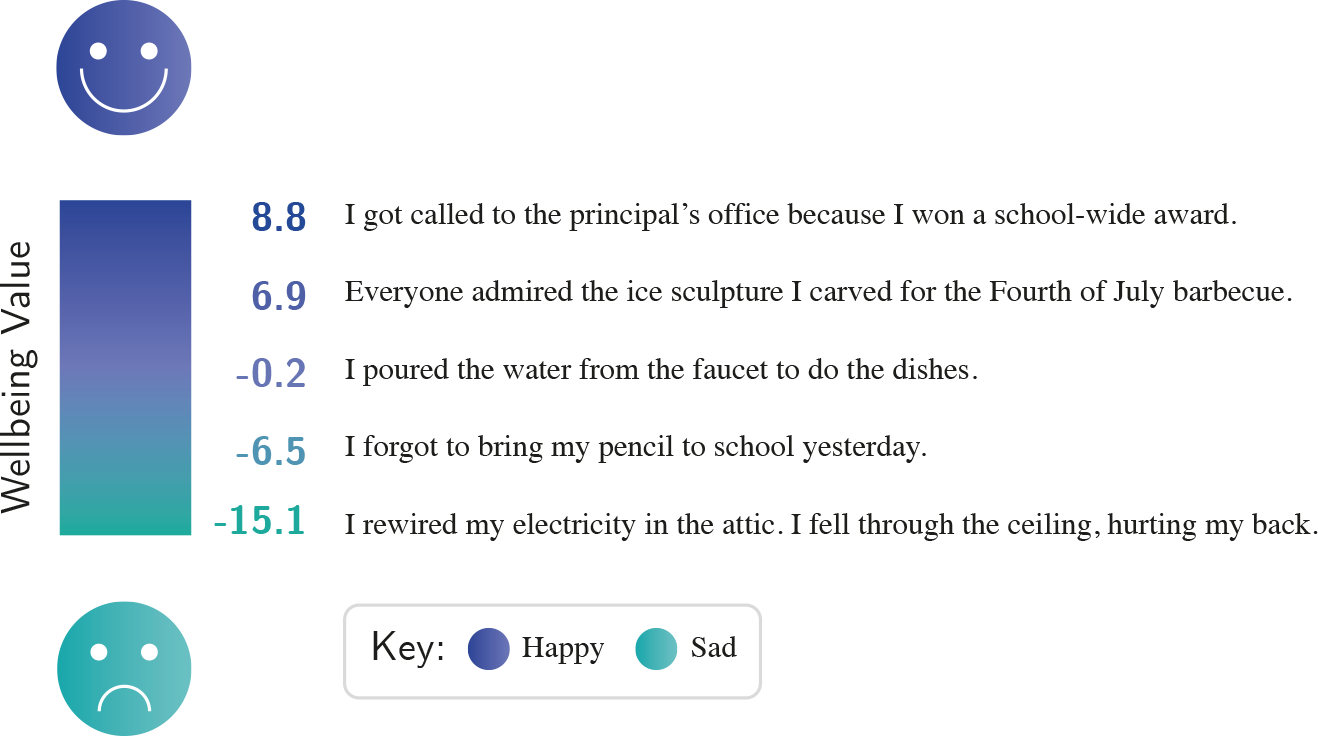 Wellbeing Value
8.8 I got called to the principal’s office because I won a school-wide award.
6.9 Everyone admired the ice sculpture I carved for the Fourth of July barbecue.
-0.2 I poured the water from the faucet to do the dishes.
-6.5 I forgot to bring my pencil to school yesterday.
-15.1 I rewired my electricity in the attic. I fell through the ceiling, hurting my back.
Key: Happy Sad